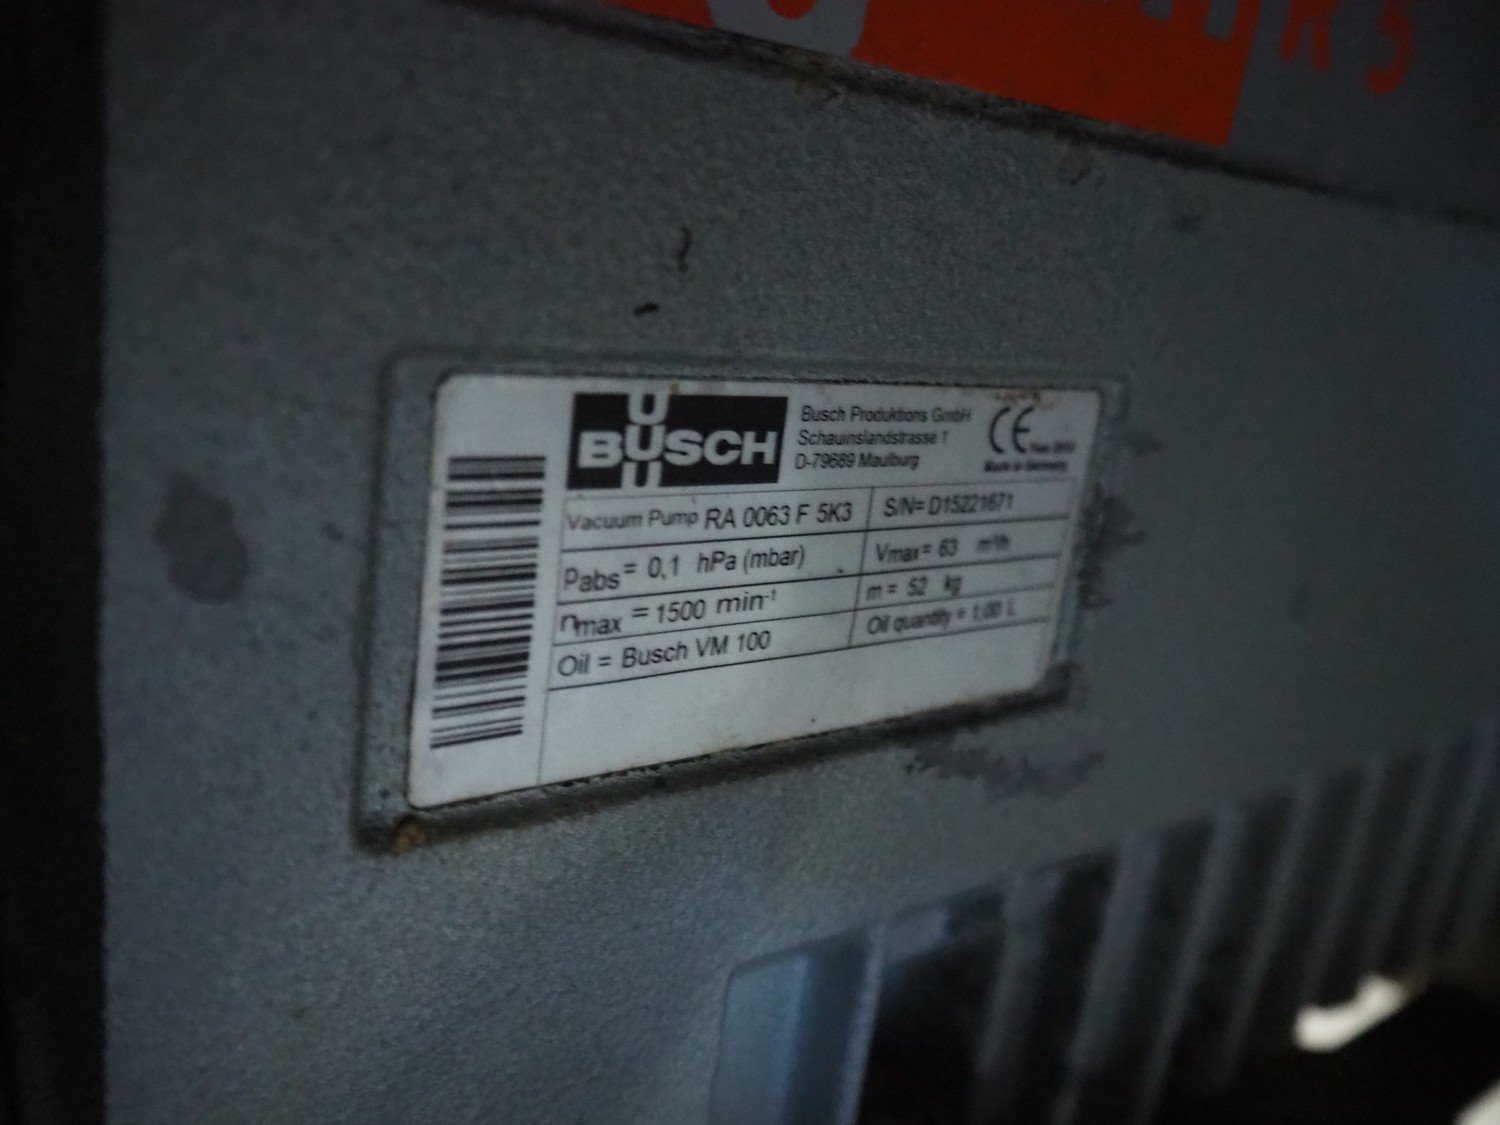 BUSCH
Busch Produktions GmbH
Schauinslandstrasse 1
D-79689 Maulburg
CE
Made in Germany
Vacuum Pump RA 0063 F 5K3
S/N= D15221671
Pabs = 0,1 hPa (mbar)
Vmax = 63 m³/h
nmax = 1500 min⁻¹
m = 52 kg
Oil = Busch VM 100
Oil quantity = 1,00 L